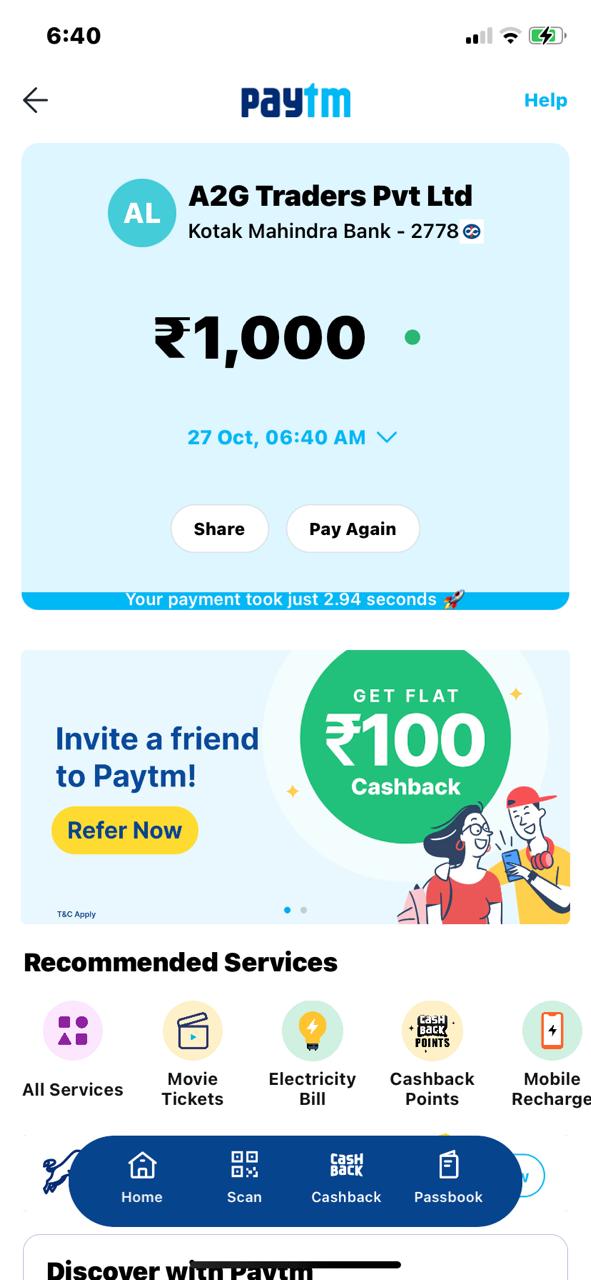 6:40
paytm
Help
AL
A2G Traders Pvt Ltd
Kotak Mahindra Bank - 2778
₹1,000
27 Oct, 06:40 AM
Share
Pay Again
Your payment took just 2.94 seconds 🚀
GET FLAT
₹100
Cashback
Invite a friend
to Paytm!
Refer Now
T&C Apply
Recommended Services
All Services
Movie
Tickets
Electricity
Bill
CASH
BACK
POINTS
Cashback
Points
Mobile
Recharge
Home
Scan
CASH
BACK
Cashback
Passbook
Discover with Paytm